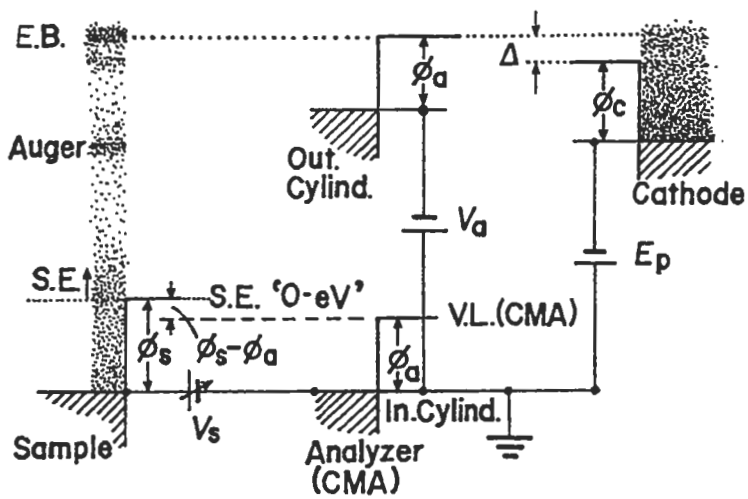 E.B.
Δ
ϕa
ϕc
Auger
Out.
Cylind.
Cathode
Va
Ep
S.E.
S.E. ‘0-eV’
V.L.(CMA)
ϕs
ϕs-ϕa
ϕa
In.Cylind.
Vs
Sample
Analyzer
(CMA)